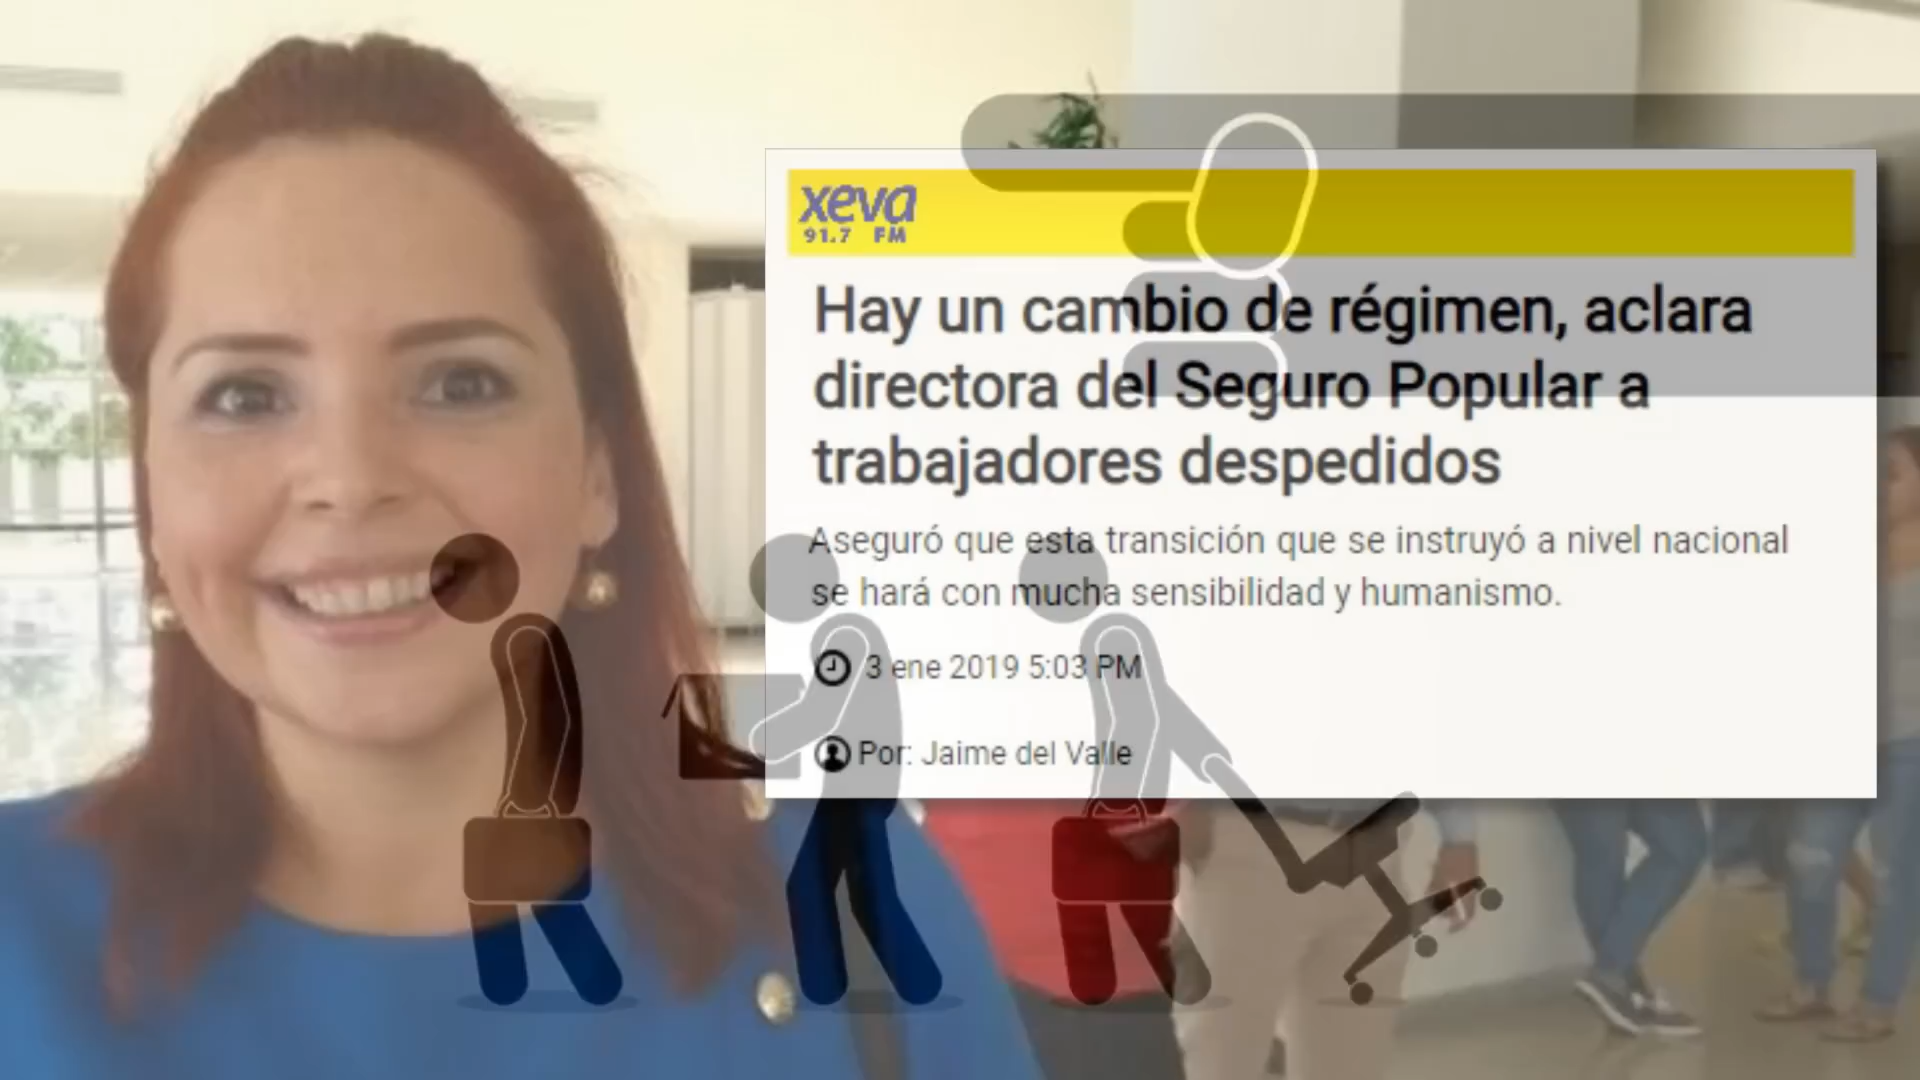 xeva
91.7 FM
Hay un cambio de régimen, aclara
directora del Seguro Popular a
trabajadores despedidos
Aseguró que esta transición que se instruyó a nivel nacional
se hará con mucha sensibilidad y humanismo.
3 ene 2019 5:03 PM
Por: Jaime del Valle